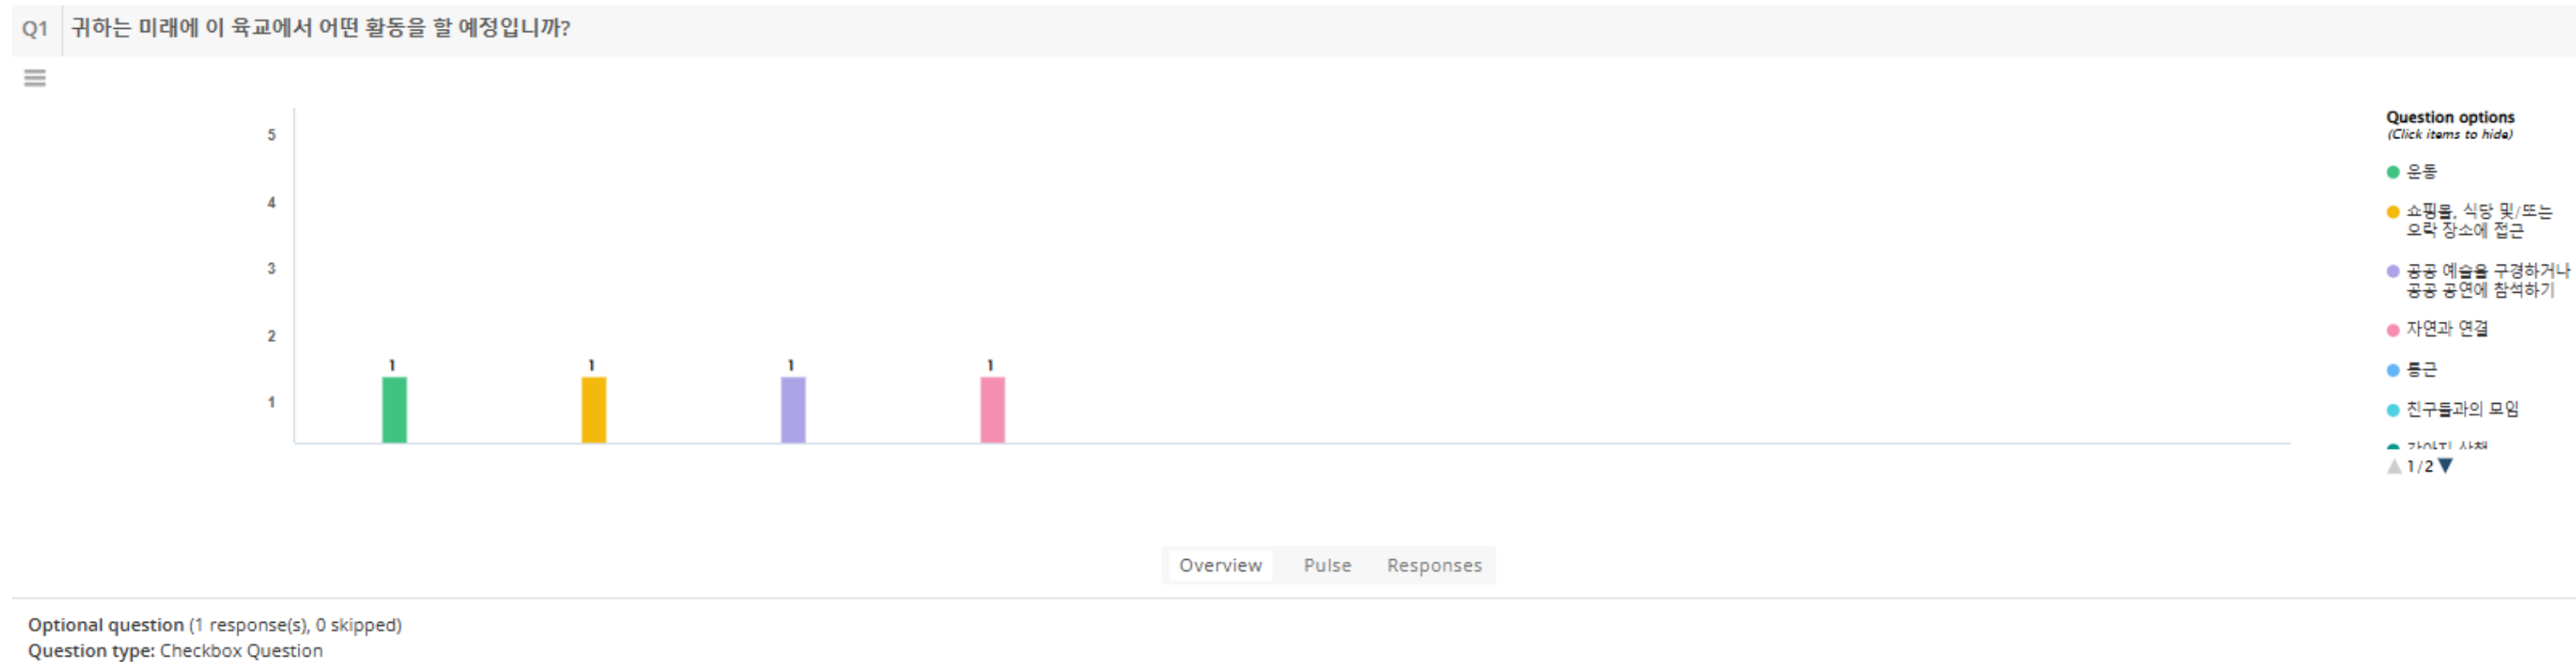 Q1 귀하는 미래에 이 육교에서 어떤 활동을 할 예정입니까?
5
4
3
2
1
1 1 1 1
Question options
(Click items to hide)
운동
쇼핑몰, 식당 및/또는
오락 장소에 접근
공공 예술을 구경하거나
공공 공연에 참석하기
자연과 연결
통근
친구들과의 모임
1/2
Overview Pulse Responses
Optional question (1 response(s), 0 skipped)
Question type: Checkbox Question